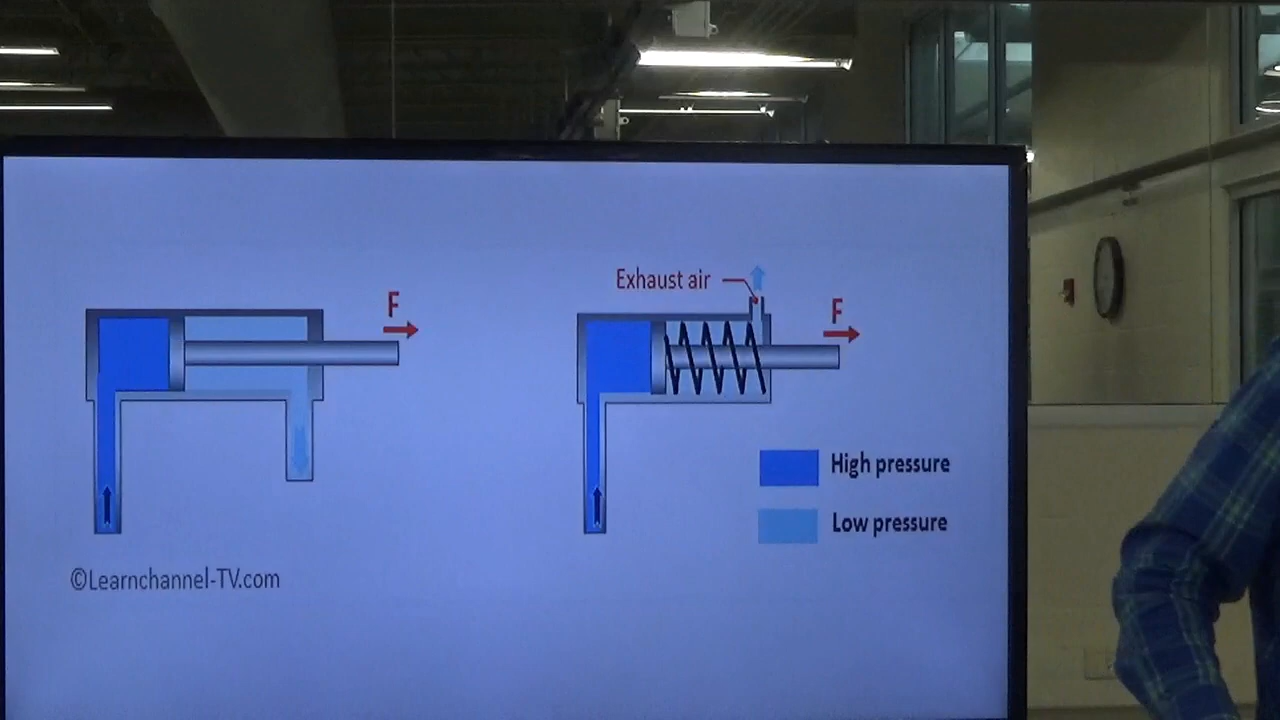 Exhaust air
F
F
High pressure
Low pressure
©Learnchannel-TV.com